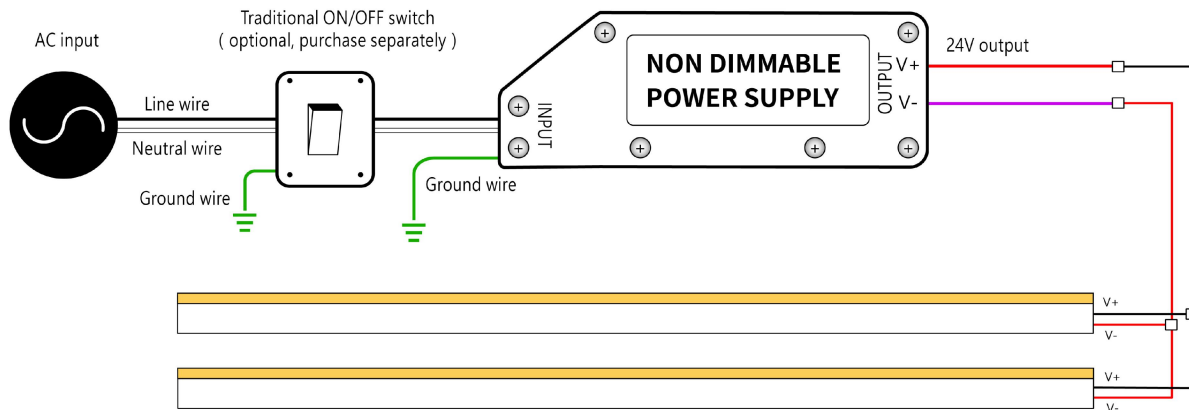 AC input
Traditional ON/OFF switch
( optional, purchase separately )
Line wire
Neutral wire
Ground wire
Ground wire
INPUT
NON DIMMABLE
POWER SUPPLY
OUTPUT
V+
V-
24V output
V+
V-
V+
V-